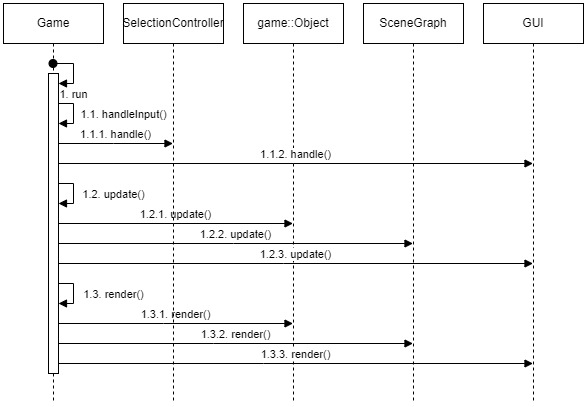 Game
SelectionController
game::Object
SceneGraph
GUI
1. run
1.1. handleInput()
1.1.1. handle()
1.1.2. handle()
1.2. update()
1.2.1. update()
1.2.2. update()
1.2.3. update()
1.3. render()
1.3.1. render()
1.3.2. render()
1.3.3. render()